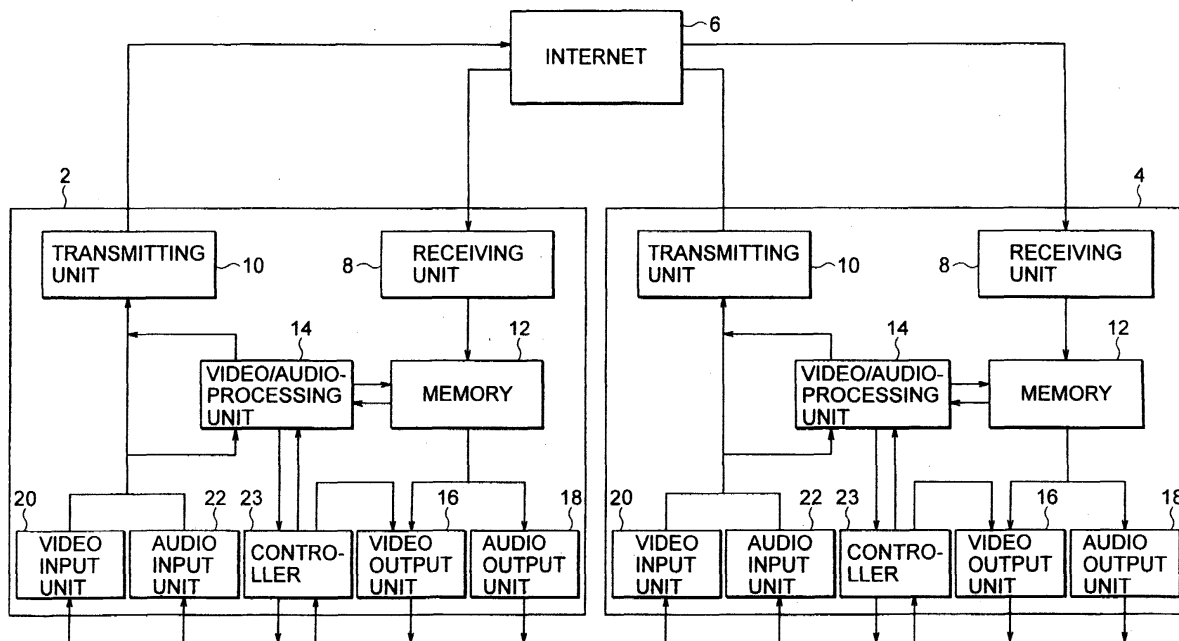 6
INTERNET
2
4
TRANSMITTING
UNIT
10
8
RECEIVING
UNIT
TRANSMITTING
UNIT
10
8
RECEIVING
UNIT
14
12
VIDEO/AUDIO-
PROCESSING
UNIT
MEMORY
14
12
VIDEO/AUDIO-
PROCESSING
UNIT
MEMORY
20
22
23
16
18
VIDEO
INPUT
UNIT
AUDIO
INPUT
UNIT
CONTRO-
LLER
VIDEO
OUTPUT
UNIT
AUDIO
OUTPUT
UNIT
20
22
23
16
18
VIDEO
INPUT
UNIT
AUDIO
INPUT
UNIT
CONTRO-
LLER
VIDEO
OUTPUT
UNIT
AUDIO
OUTPUT
UNIT